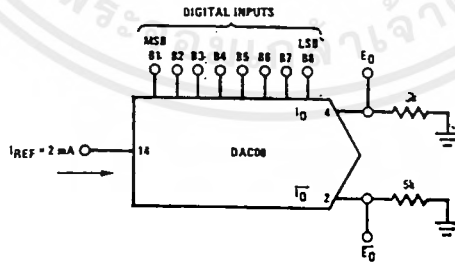 DIGITAL INPUTS
MSB LSB
B1 B2 B3 B4 B5 B6 B7 B8
E0
I0 4
IREF = 2 mA 14 DAC08
5k
I0 2
E0